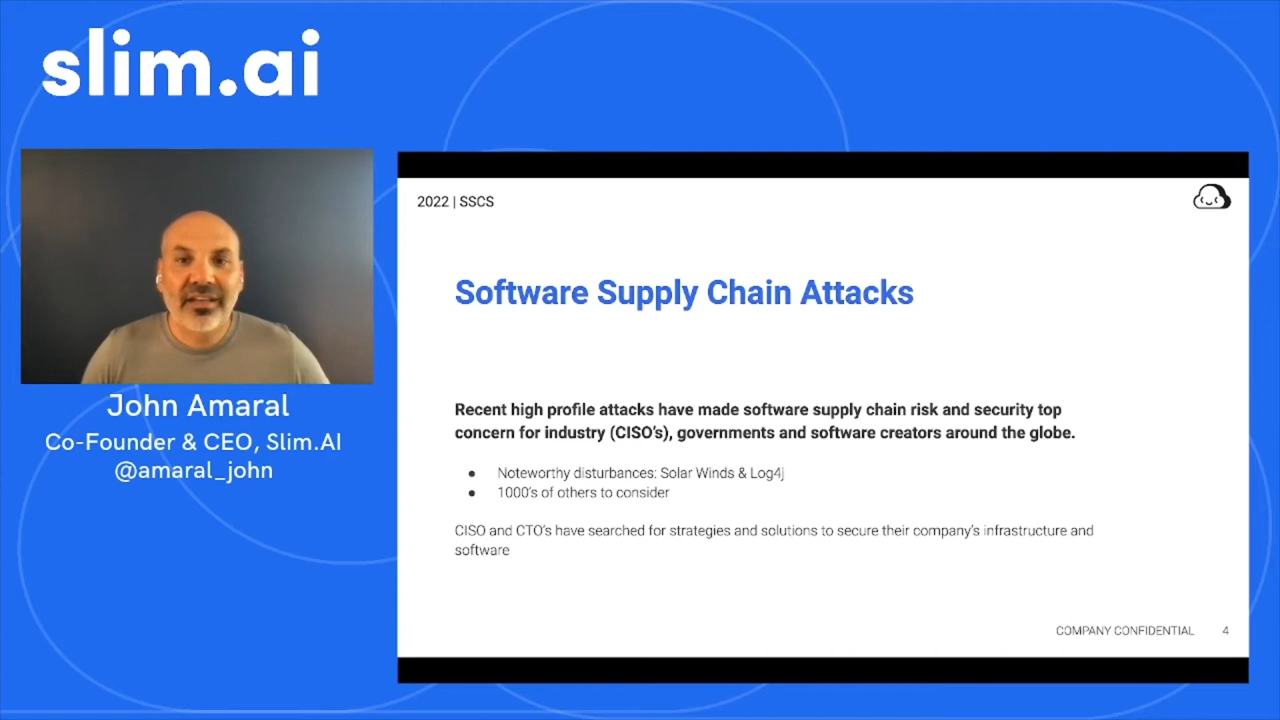 slim.ai
John Amaral
Co-Founder & CEO, Slim.AI
@amaral_john
2022 | SSCS
Software Supply Chain Attacks
Recent high profile attacks have made software supply chain risk and security top
concern for industry (CISO's), governments and software creators around the globe.
● Noteworthy disturbances: Solar Winds & Log4j
● 1000's of others to consider
CISO and CTO's have searched for strategies and solutions to secure their company's infrastructure and
software
COMPANY CONFIDENTIAL 4